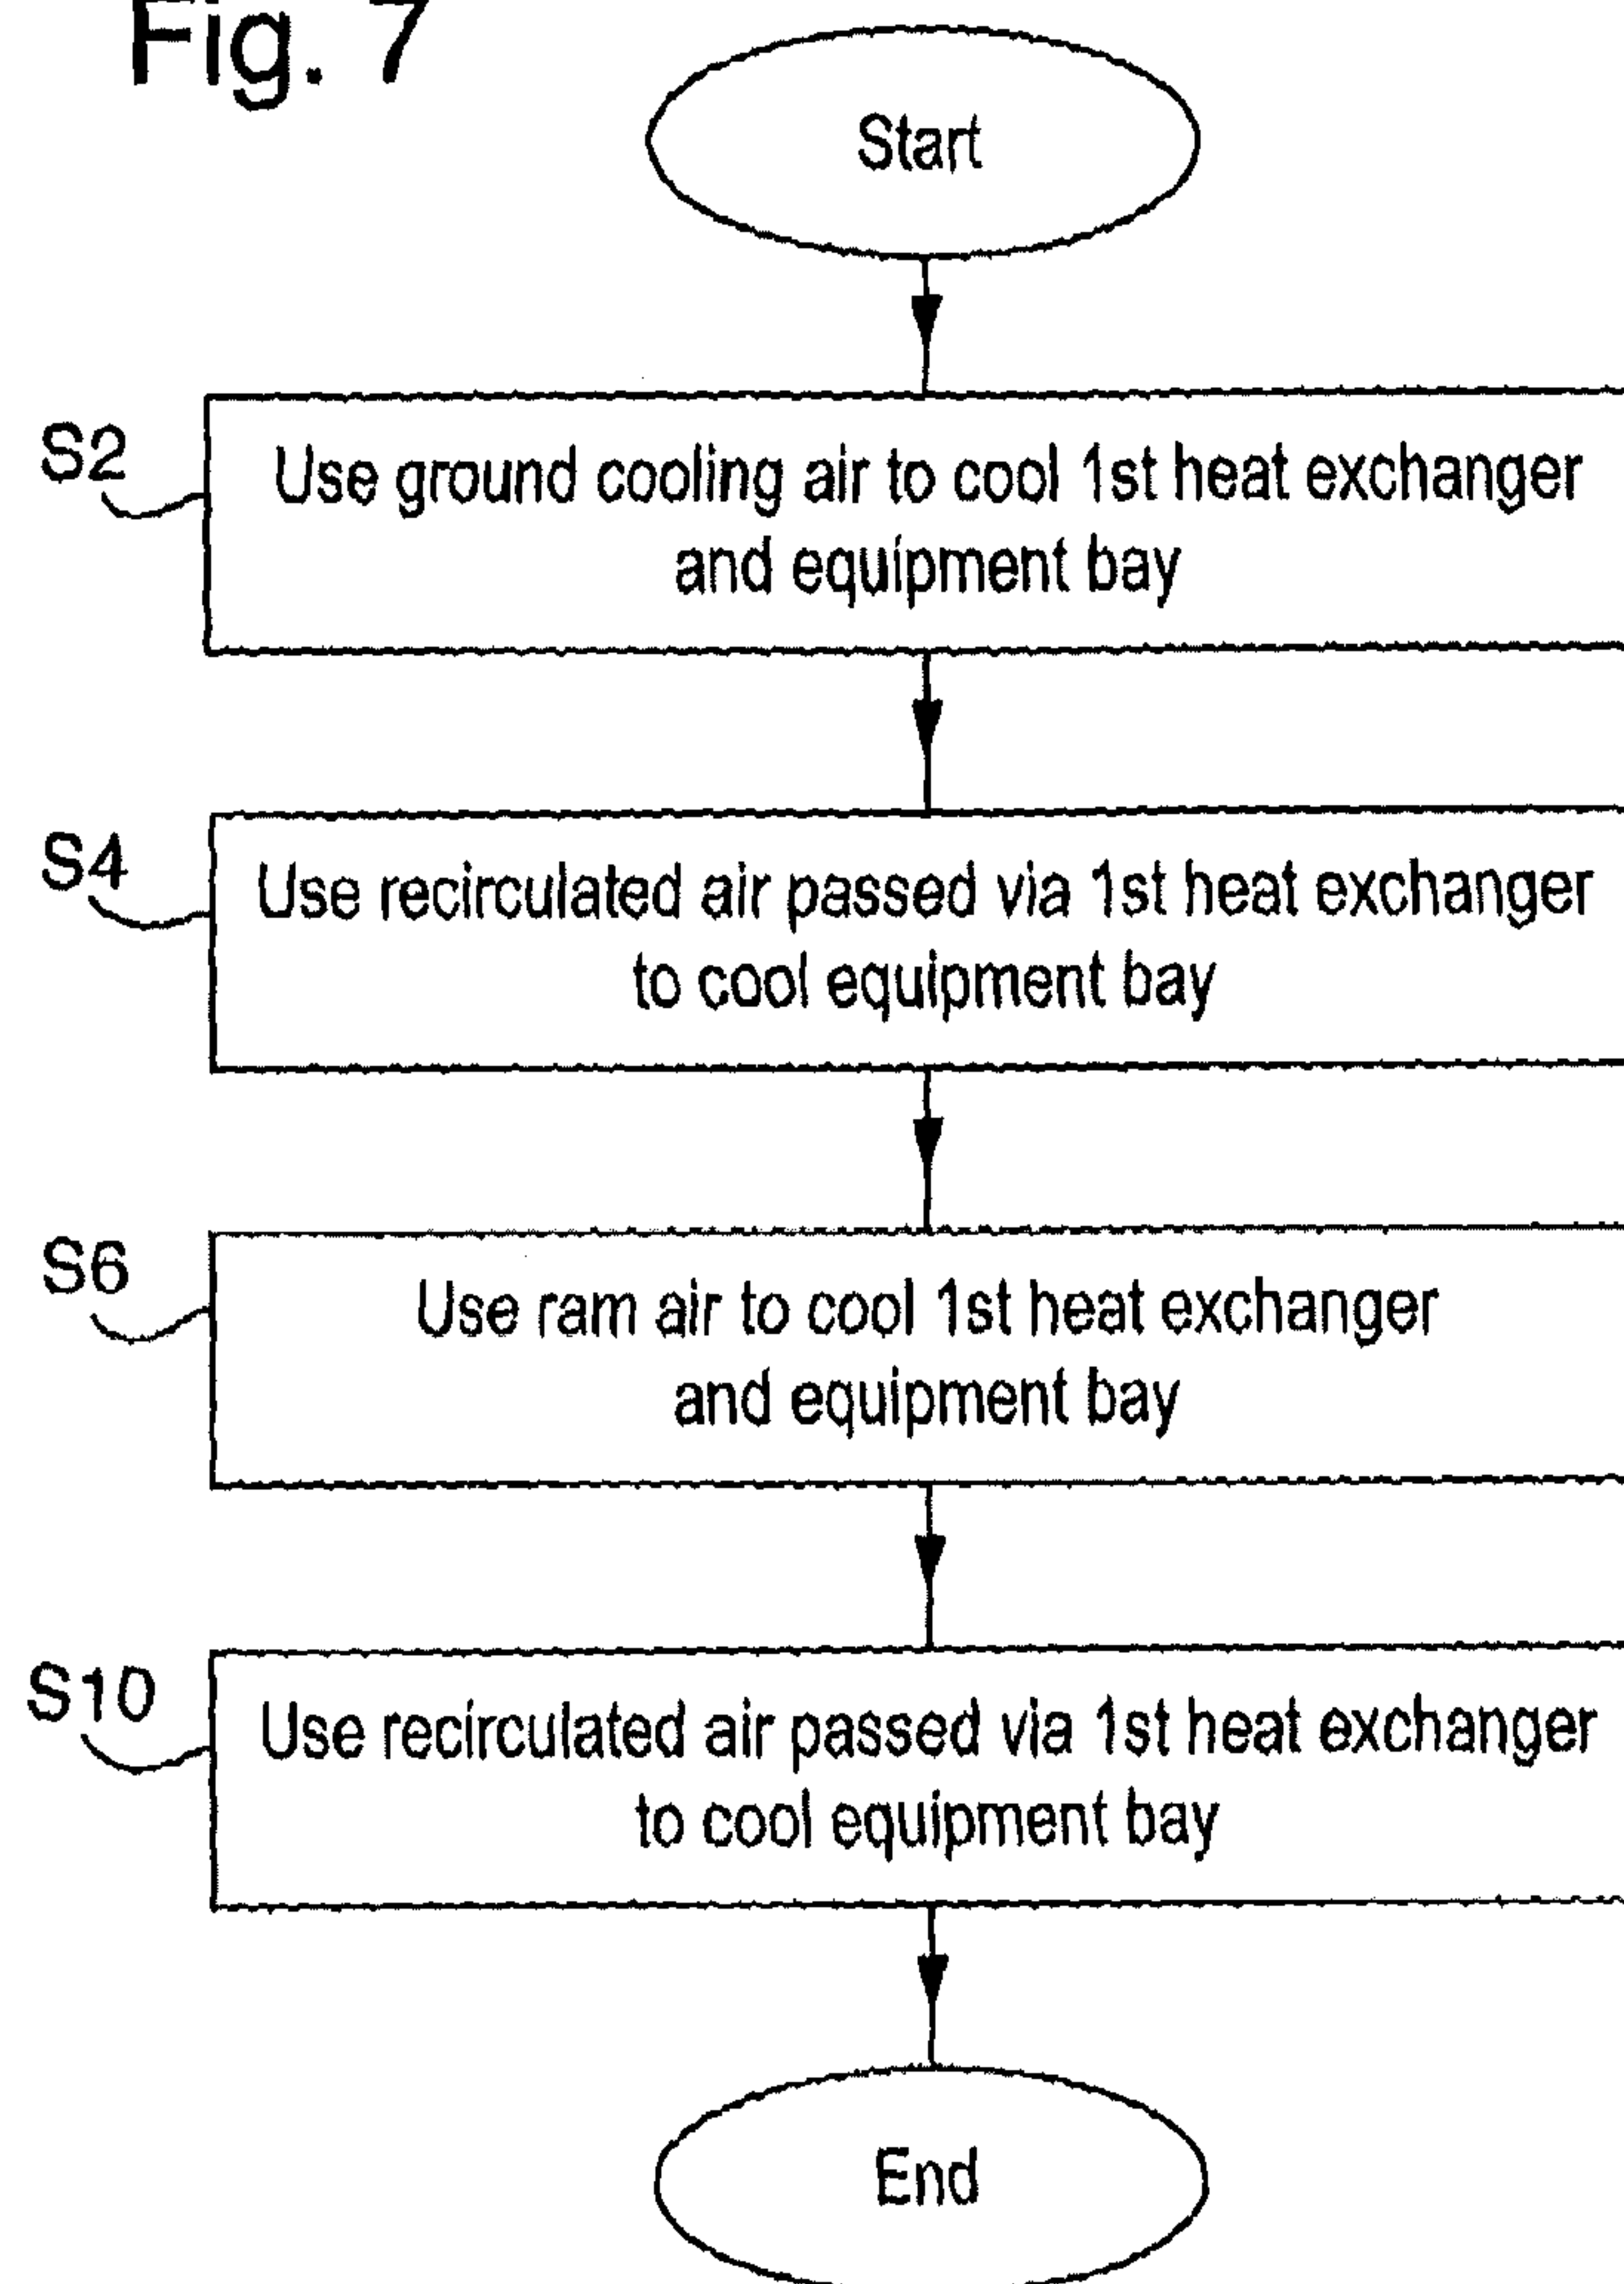 Fig. 7
Start
S2
Use ground cooling air to cool 1st heat exchanger
and equipment bay
S4
Use recirculated air passed via 1st heat exchanger
to cool equipment bay
S6
Use ram air to cool 1st heat exchanger
and equipment bay
S10
Use recirculated air passed via 1st heat exchanger
to cool equipment bay
End